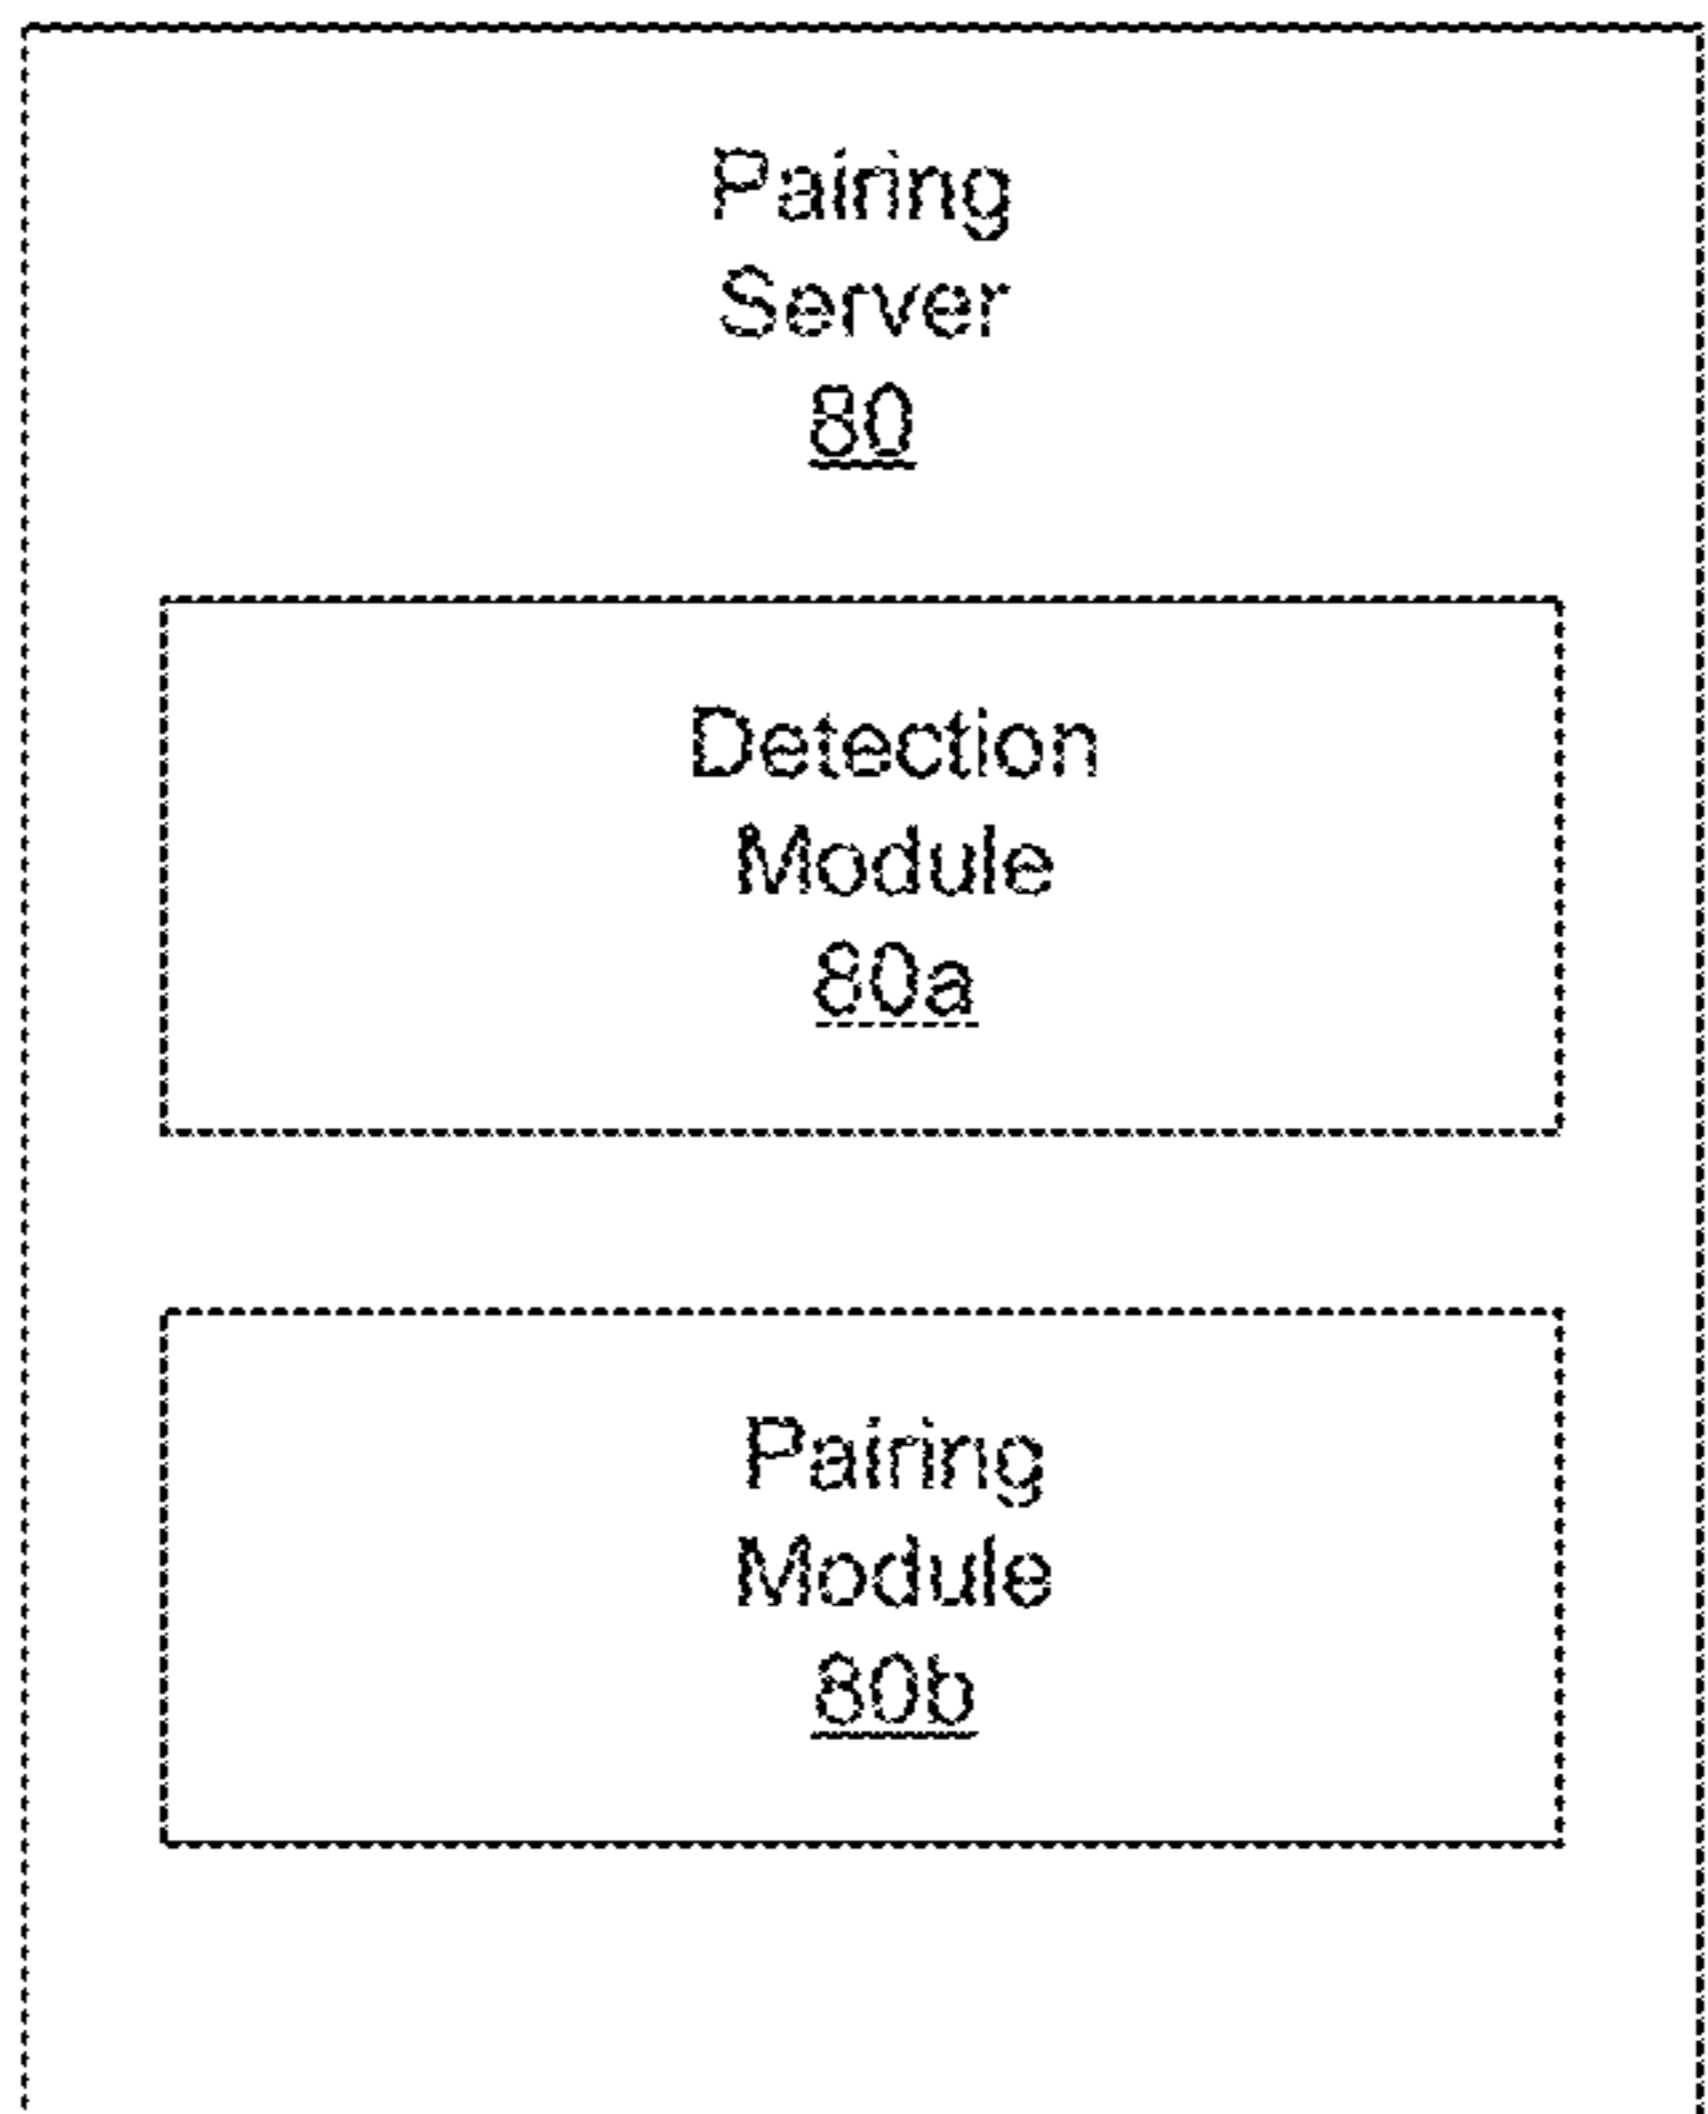 Pairing
Server
80
Detection
Module
80a
Pairing
Module
80b